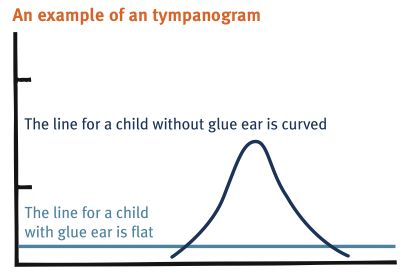 An example of an tympanogram
The line for a child without glue ear is curved
The line for a child
with glue ear is flat